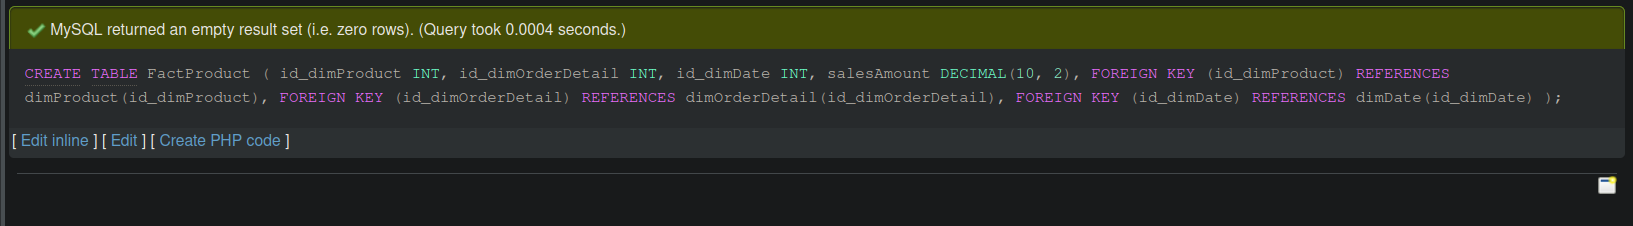 MySQL returned an empty result set (i.e. zero rows). (Query took 0.0004 seconds.)
CREATE TABLE FactProduct ( id_dimProduct INT, id_dimOrderDetail INT, id_dimDate INT, salesAmount DECIMAL(10, 2), FOREIGN KEY (id_dimProduct) REFERENCES
dimProduct(id_dimProduct), FOREIGN KEY (id_dimOrderDetail) REFERENCES dimOrderDetail(id_dimOrderDetail), FOREIGN KEY (id_dimDate) REFERENCES dimDate(id_dimDate) );
[ Edit inline ] [ Edit ] [ Create PHP code ]